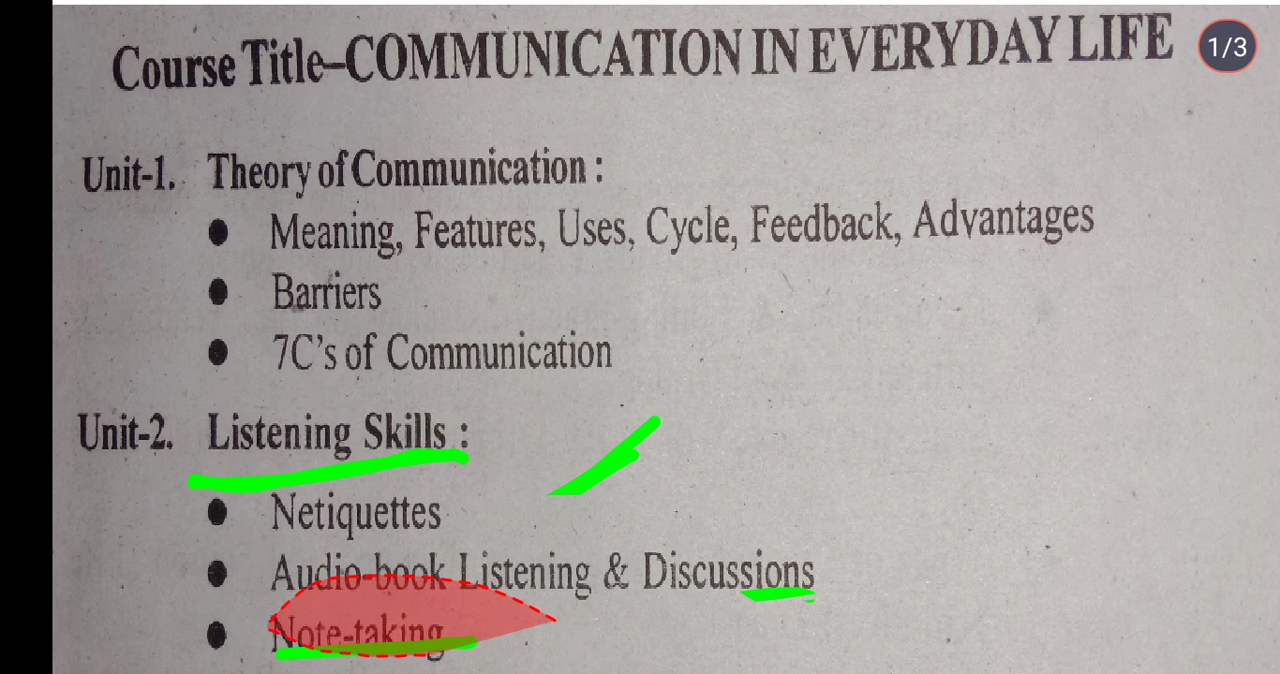 Course Title–COMMUNICATION IN EVERYDAY LIFE
1/3
Unit-1. Theory of Communication :
● Meaning, Features, Uses, Cycle, Feedback, Advantages
● Barriers
● 7C's of Communication
Unit-2. Listening Skills :
● Netiquettes
● Audio-book Listening & Discussions
● Note-taking